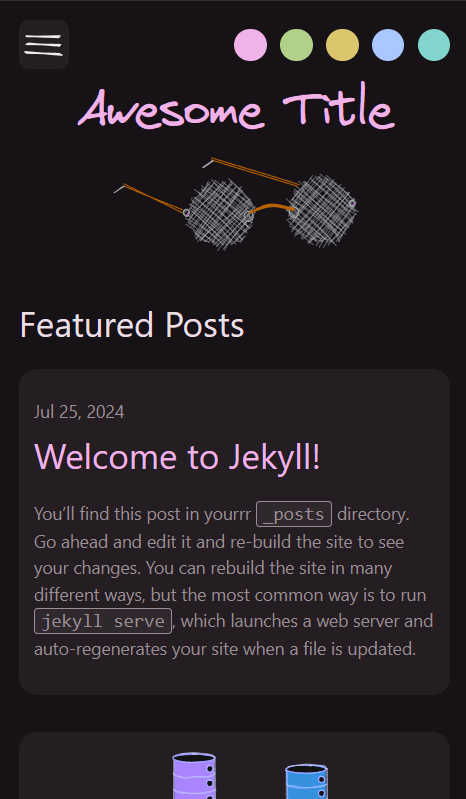 Awesome Title
Featured Posts
Jul 25, 2024
Welcome to Jekyll!
You’ll find this post in yourrr _posts directory.
Go ahead and edit it and re-build the site to see
your changes. You can rebuild the site in many
different ways, but the most common way is to run
jekyll serve, which launches a web server and
auto-regenerates your site when a file is updated.